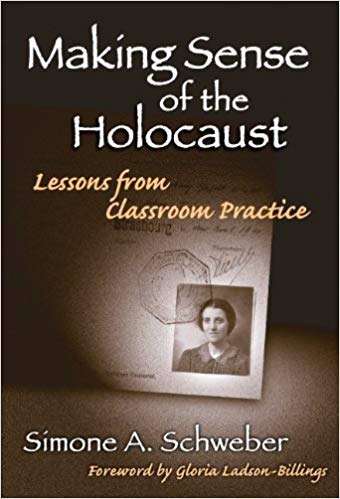 Making Sense
of the
Holocaust
Lessons from
Classroom Practice
Simone A. Schweber
Foreword by Gloria Ladson-Billings